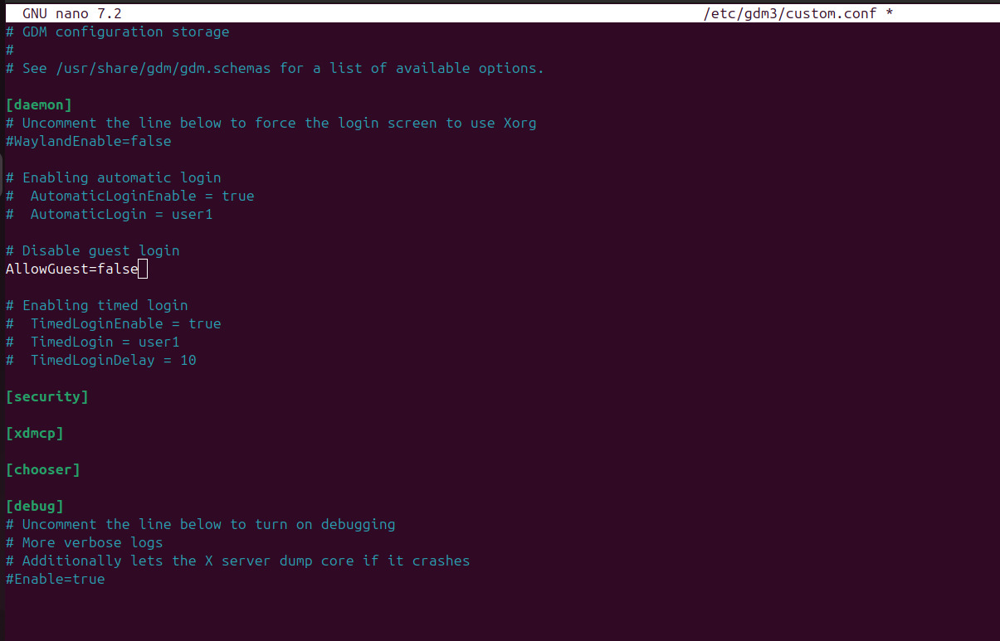 GNU nano 7.2 /etc/gdm3/custom.conf *
# GDM configuration storage
#
# See /usr/share/gdm/gdm.schemas for a list of available options.
[daemon]
# Uncomment the line below to force the login screen to use Xorg
#WaylandEnable=false
# Enabling automatic login
#  AutomaticLoginEnable = true
#  AutomaticLogin = user1
# Disable guest login
AllowGuest=false
# Enabling timed login
#  TimedLoginEnable = true
#  TimedLogin = user1
#  TimedLoginDelay = 10
[security]
[xdmcp]
[chooser]
[debug]
# Uncomment the line below to turn on debugging
# More verbose logs
# Additionally lets the X server dump core if it crashes
#Enable=true